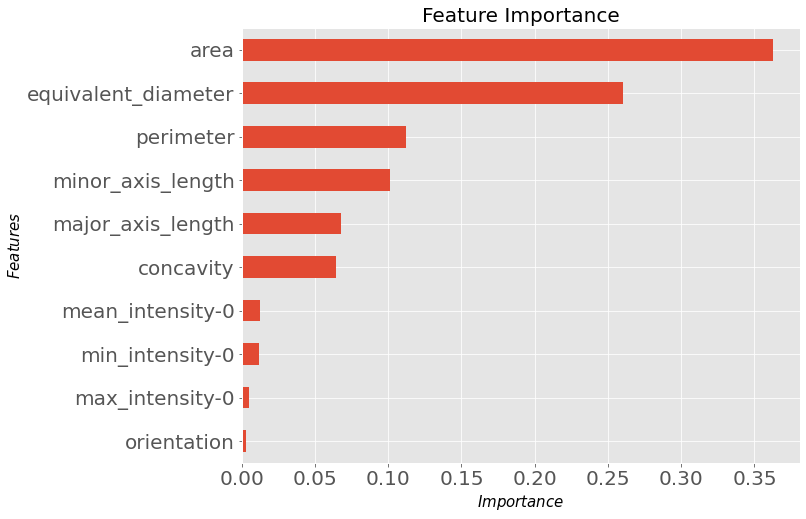 Feature Importance
area
equivalent_diameter
perimeter
minor_axis_length
major_axis_length
concavity
mean_intensity-0
min_intensity-0
max_intensity-0
orientation
Features
0.00 0.05 0.10 0.15 0.20 0.25 0.30 0.35
Importance